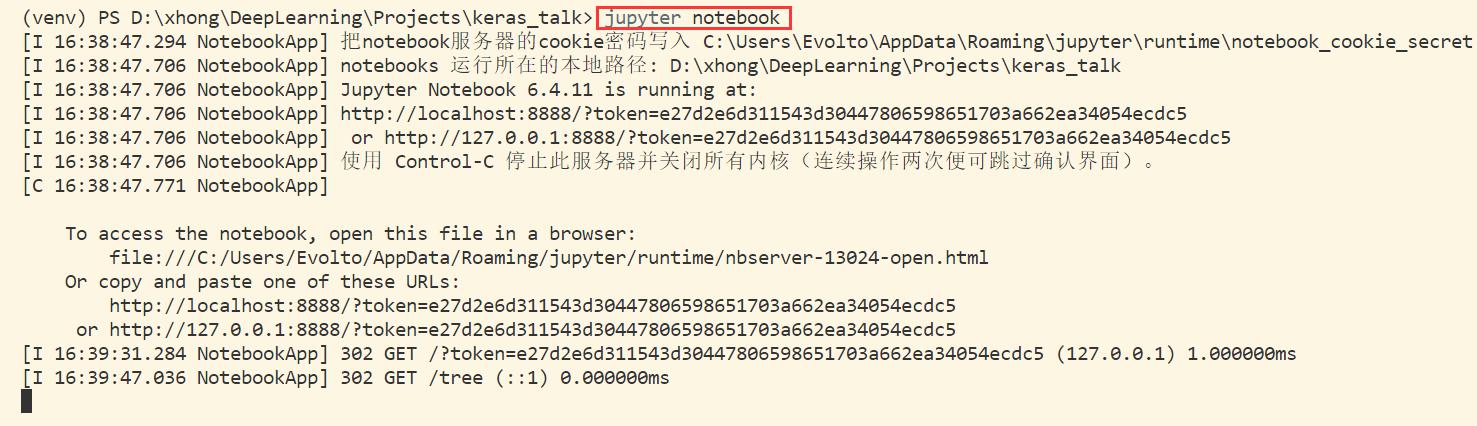 (venv) PS D:\xhong\DeepLearning\Projects\keras_talk> jupyter notebook
[I 16:38:47.294 NotebookApp] 把notebook服务器的cookie密码写入 C:\Users\Evolto\AppData\Roaming\jupyter\runtime\notebook_cookie_secret
[I 16:38:47.706 NotebookApp] notebooks 运行所在的本地路径: D:\xhong\DeepLearning\Projects\keras_talk
[I 16:38:47.706 NotebookApp] Jupyter Notebook 6.4.11 is running at:
[I 16:38:47.706 NotebookApp] http://localhost:8888/?token=e27d2e6d311543d30447806598651703a662ea34054ecdc5
[I 16:38:47.706 NotebookApp]  or http://127.0.0.1:8888/?token=e27d2e6d311543d30447806598651703a662ea34054ecdc5
[I 16:38:47.706 NotebookApp] 使用 Control-C 停止此服务器并关闭所有内核（连续操作两次便可跳过确认界面）。
[C 16:38:47.771 NotebookApp]
To access the notebook, open this file in a browser:
file:///C:/Users/Evolto/AppData/Roaming/jupyter/runtime/nbserver-13024-open.html
Or copy and paste one of these URLs:
http://localhost:8888/?token=e27d2e6d311543d30447806598651703a662ea34054ecdc5
or http://127.0.0.1:8888/?token=e27d2e6d311543d30447806598651703a662ea34054ecdc5
[I 16:39:31.284 NotebookApp] 302 GET /?token=e27d2e6d311543d30447806598651703a662ea34054ecdc5 (127.0.0.1) 1.000000ms
[I 16:39:47.036 NotebookApp] 302 GET /tree (::1) 0.000000ms